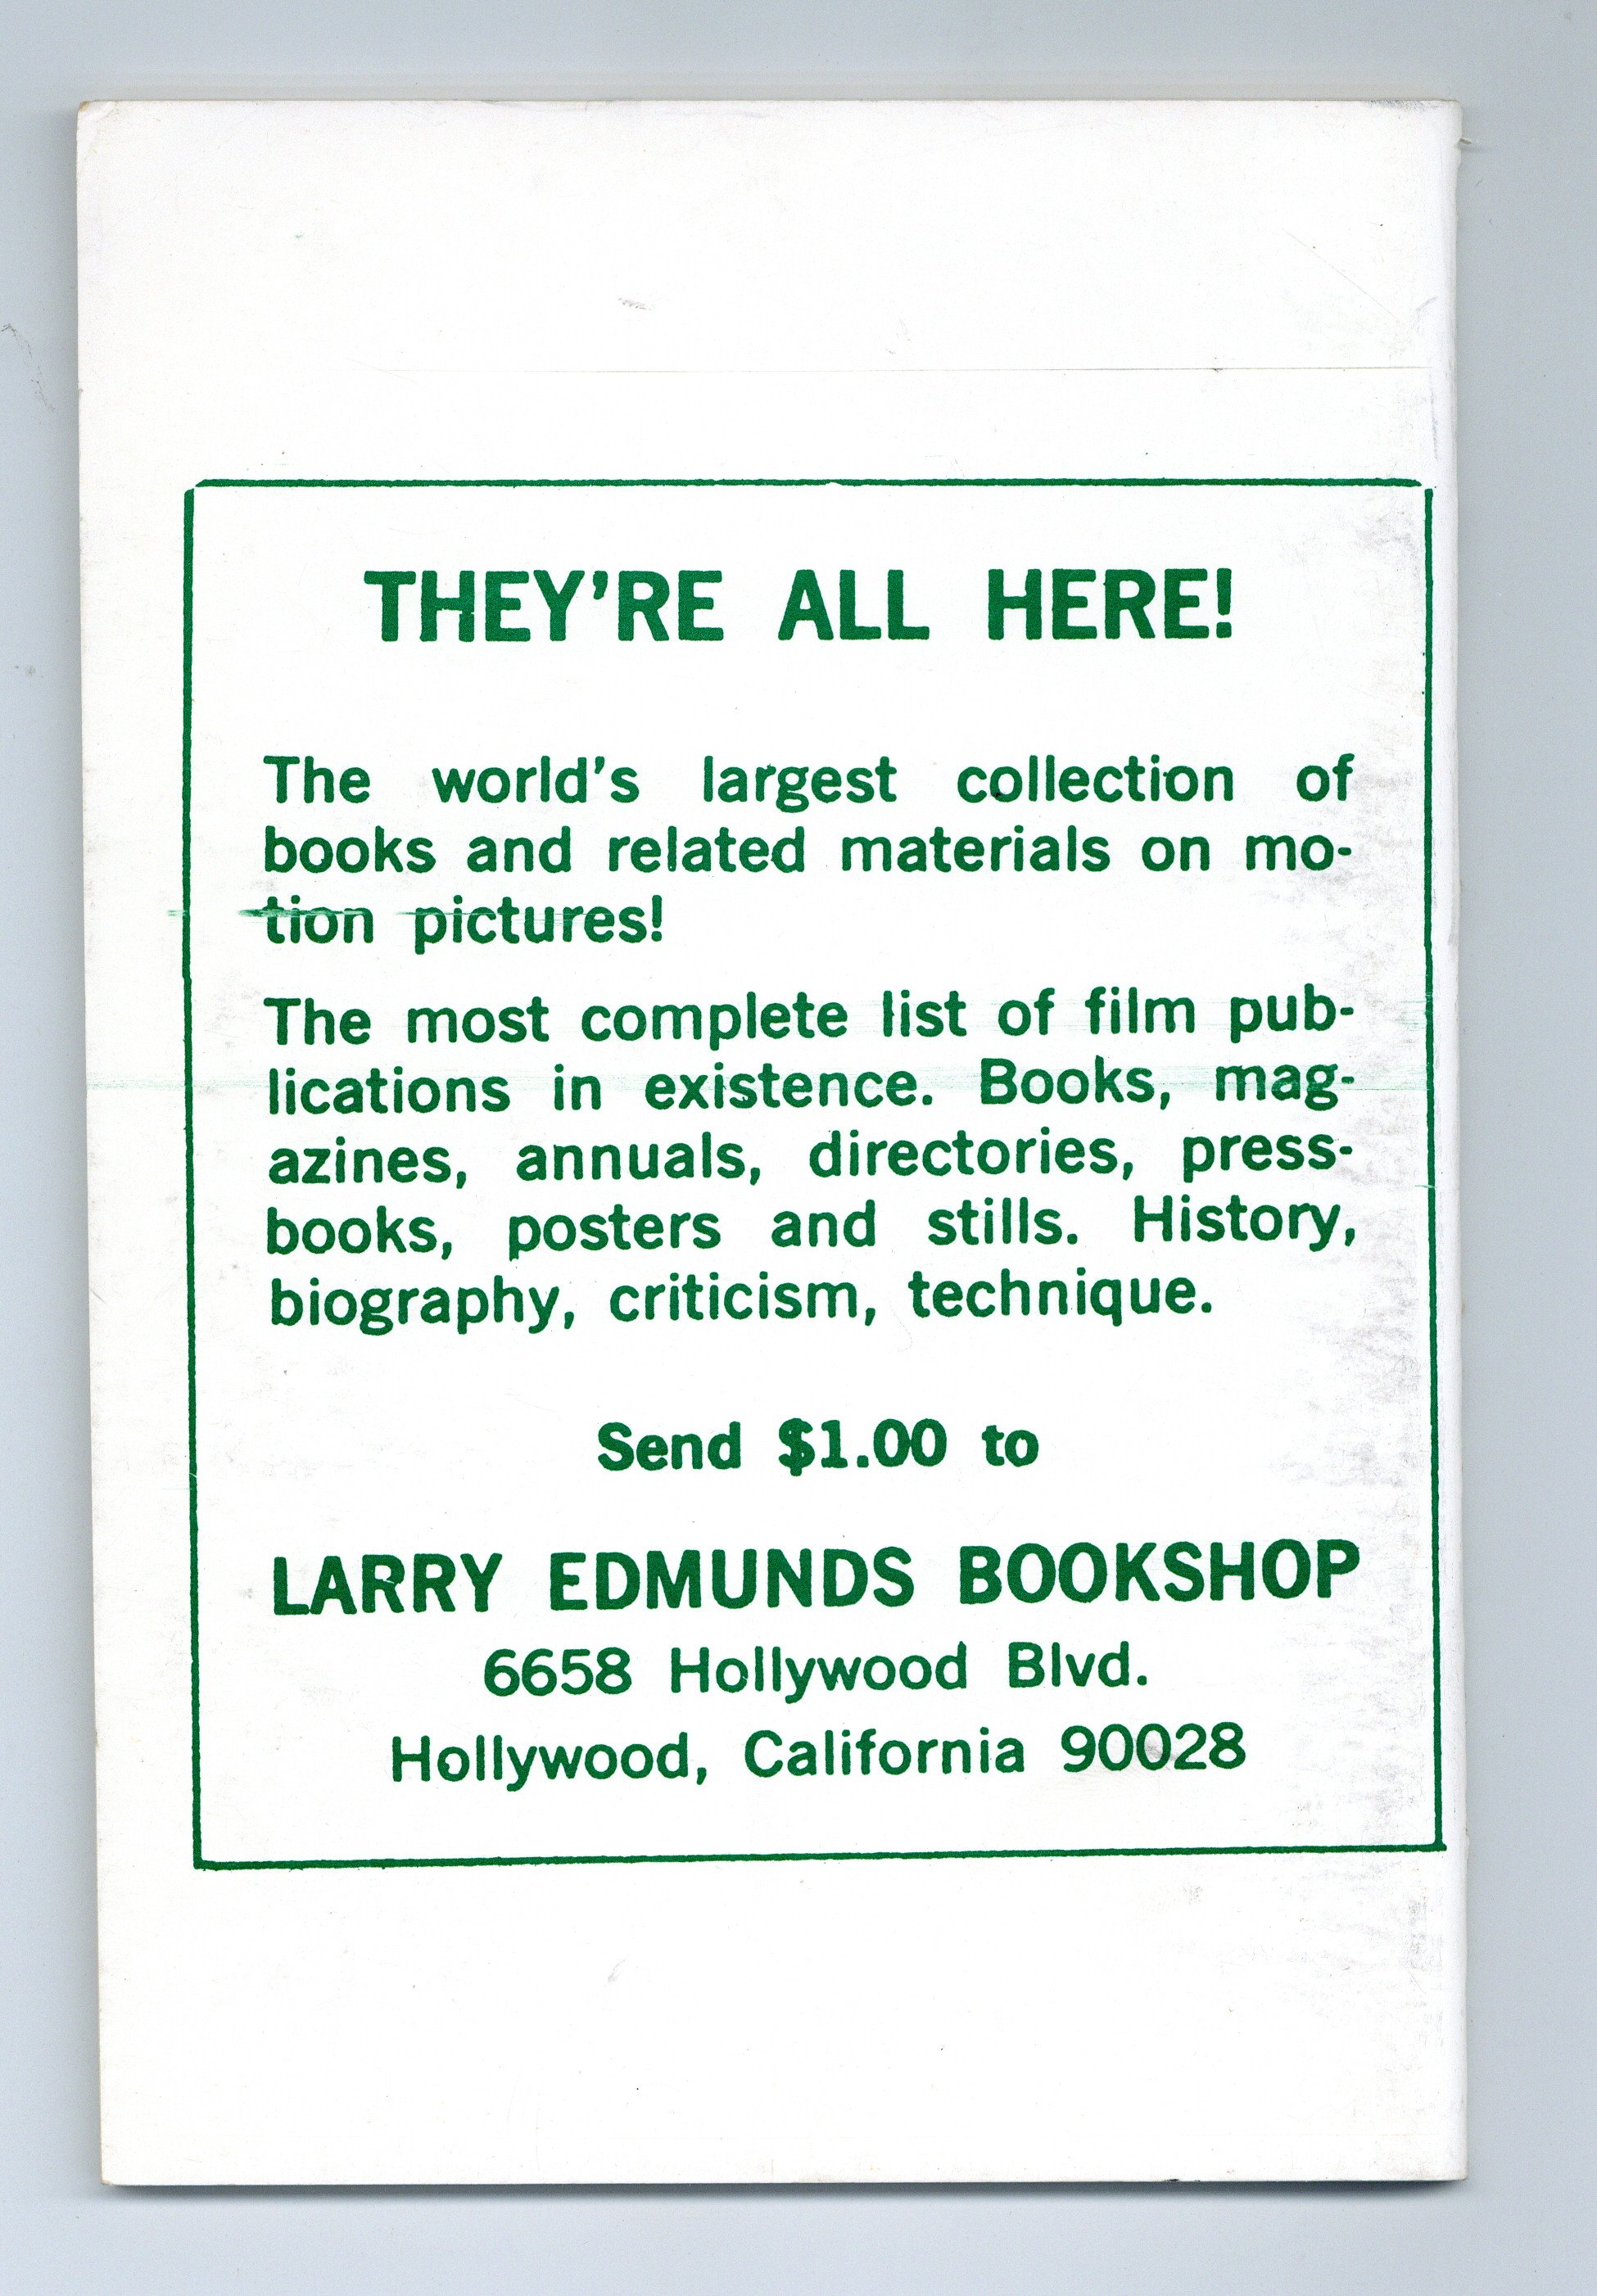 THEY'RE ALL HERE!
The world's largest collection of
books and related materials on mo-
tion pictures!
The most complete list of film pub-
lications in existence. Books, mag-
azines, annuals, directories, press-
books, posters and stills. History,
biography, criticism, technique.
Send $1.00 to
LARRY EDMUNDS BOOKSHOP
6658 Hollywood Blvd.
Hollywood, California 90028